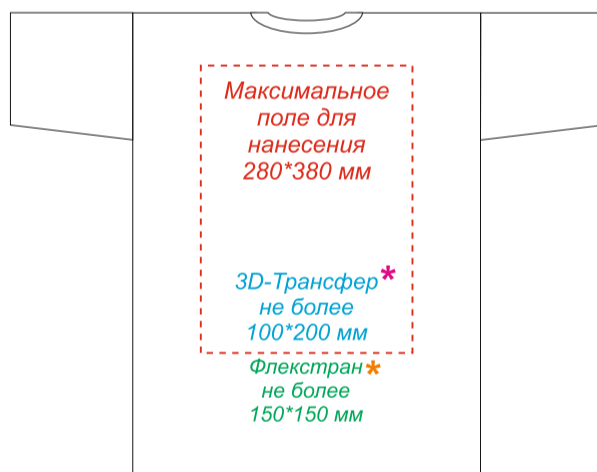 Максимальное
поле для
нанесения
280*380 мм
3D-Трансфер*
не более
100*200 мм
Флекстран*
не более
150*150 мм